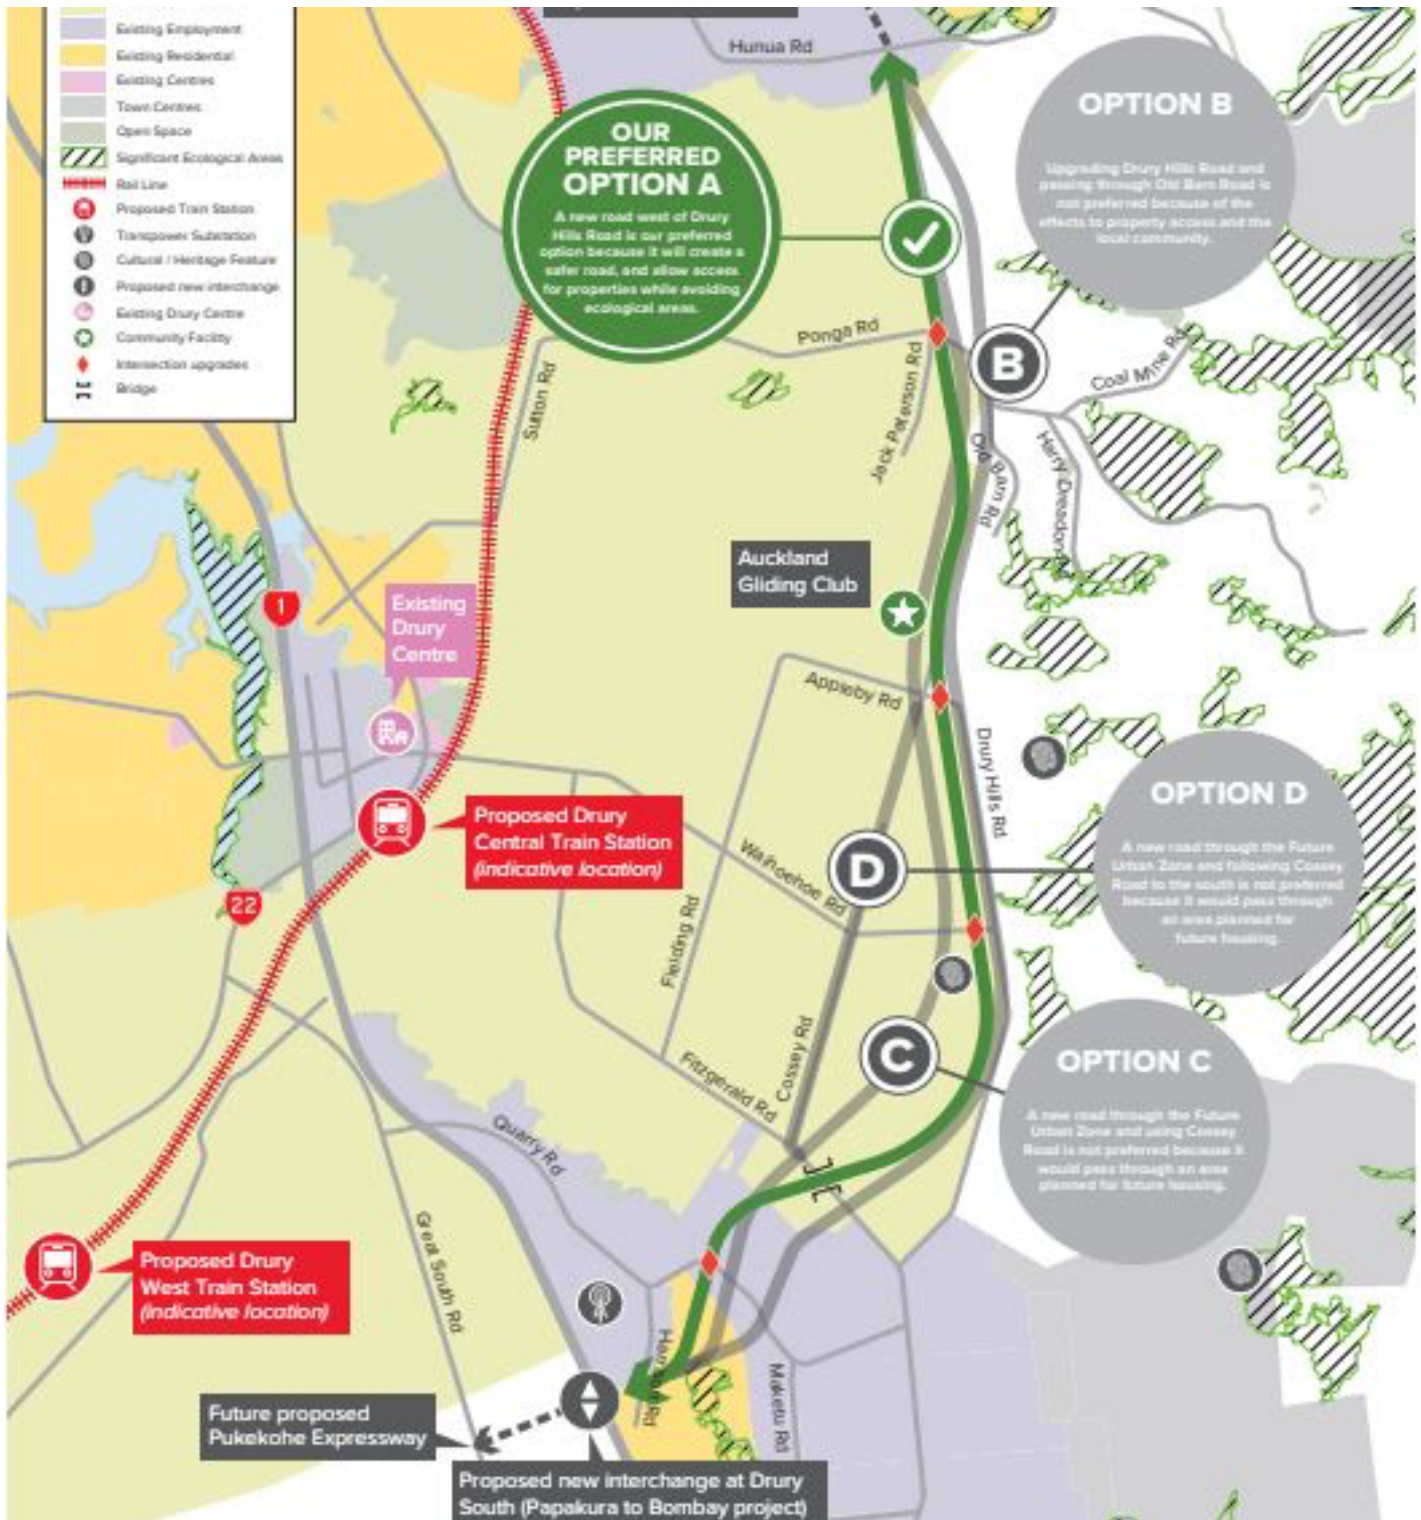 Existing Employment
Existing Residential
Existing Centres
Town Centres
Open Space
Significant Ecological Areas
Rail Line
Proposed Train Station
Transpower Substation
Cultural / Heritage Feature
Proposed new interchange
Existing Drury Centre
Community Facility
Intersection upgrades
Bridge
Hunua Rd
OUR
PREFERRED
OPTION A
A new road west of Drury
Hills Road is our preferred
option because it will create a
safer road, and allow access
for properties while avoiding
ecological areas.
OPTION B
Upgrading Drury Hills Road and
passing through Old Barn Road is
not preferred because of the
effects to property access and the
local community.
B
Ponga Rd
Jack Paterson Rd
Coal Mine Rd
Sutton Rd
Old Barn Rd
Harry Dreadon
Auckland
Gliding Club
1
Existing
Drury
Centre
Appleby Rd
Drury Hills Rd
OPTION D
A new road through the Future
Urban Zone and following Cossey
Road to the south is not preferred
because it would pass through
an area planned for
future housing.
D
Proposed Drury
Central Train Station
(indicative location)
Waihoehoe Rd
22
Fielding Rd
Cossey Rd
C
OPTION C
A new road through the Future
Urban Zone and using Cossey
Road is not preferred because it
would pass through an area
planned for future housing.
Fitzgerald Rd
Quarry Rd
Great South Rd
Proposed Drury
West Train Station
(indicative location)
Maketu Rd
Future proposed
Pukekohe Expressway
Proposed new interchange at Drury
South (Papakura to Bombay project)